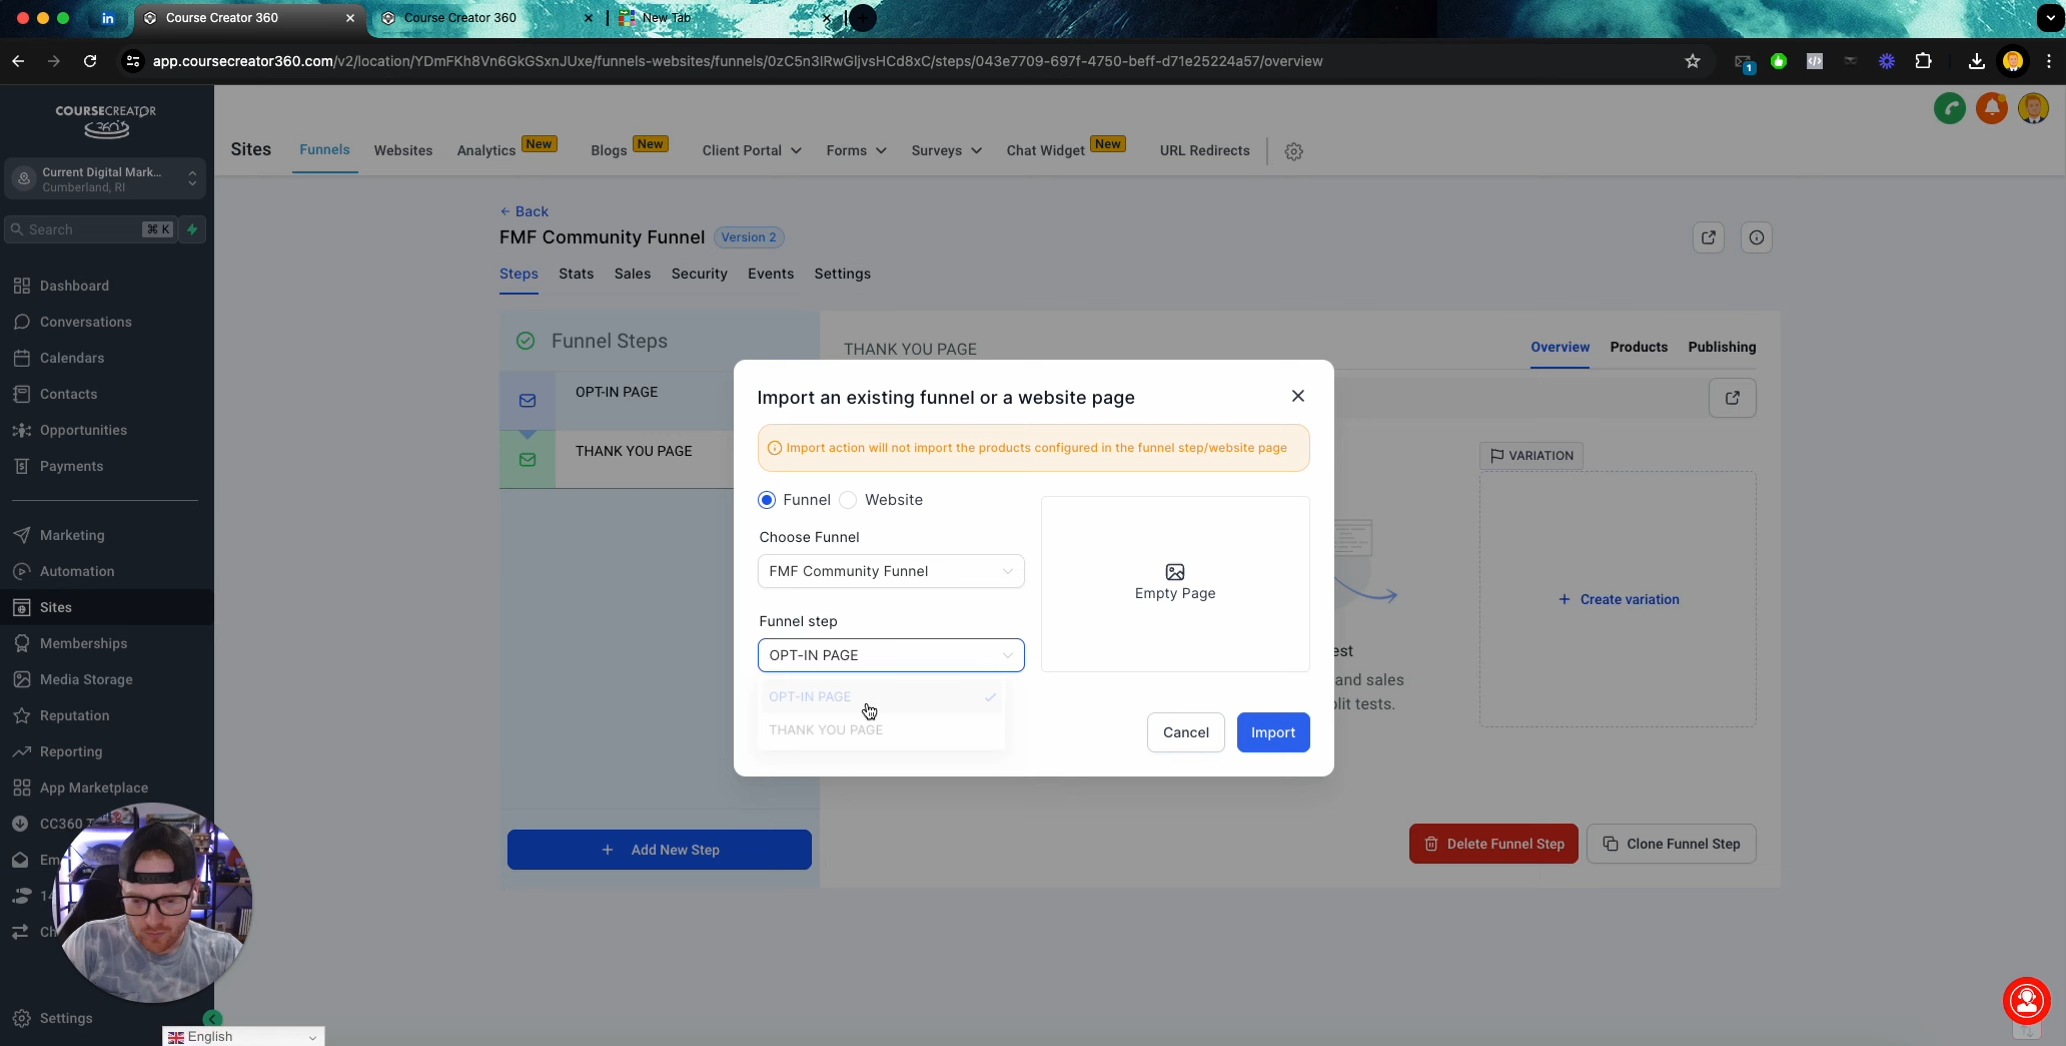 Course Creator 360
Course Creator 360
New Tab
app.coursecreator360.com/v2/location/YDmFKh8Vn6GkGSxnJUxe/funnels-websites/funnels/0zC5n3IRwGljvsHCd8xC/steps/043e7709-697f-4750-beff-d71e25224a57/overview
1
COURSECREATOR
360
Current Digital Mark...
Cumberland, RI
Search
⌘ K
Dashboard
Conversations
Calendars
Contacts
Opportunities
Payments
Marketing
Automation
Sites
Memberships
Media Storage
Reputation
Reporting
App Marketplace
CC360
Em
Ch
Settings
English
Sites
Funnels
Websites
Analytics
New
Blogs
New
Client Portal
Forms
Surveys
Chat Widget
New
URL Redirects
← Back
FMF Community Funnel
Version 2
Steps
Stats
Sales
Security
Events
Settings
Funnel Steps
OPT-IN PAGE
THANK YOU PAGE
+ Add New Step
THANK YOU PAGE
Overview
Products
Publishing
VARIATION
+ Create variation
est
and sales
lit tests.
Delete Funnel Step
Clone Funnel Step
Import an existing funnel or a website page
Import action will not import the products configured in the funnel step/website page
Funnel
Website
Choose Funnel
FMF Community Funnel
Funnel step
OPT-IN PAGE
OPT-IN PAGE
THANK YOU PAGE
Empty Page
Cancel
Import